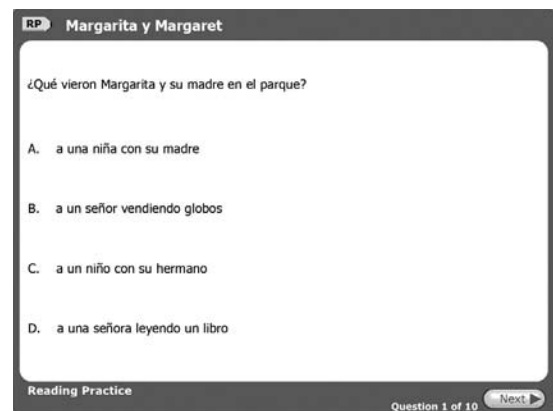 RP Margarita y Margaret
¿Qué vieron Margarita y su madre en el parque?
A. a una niña con su madre
B. a un señor vendiendo globos
C. a un niño con su hermano
D. a una señora leyendo un libro
Reading Practice
Question 1 of 10 Next